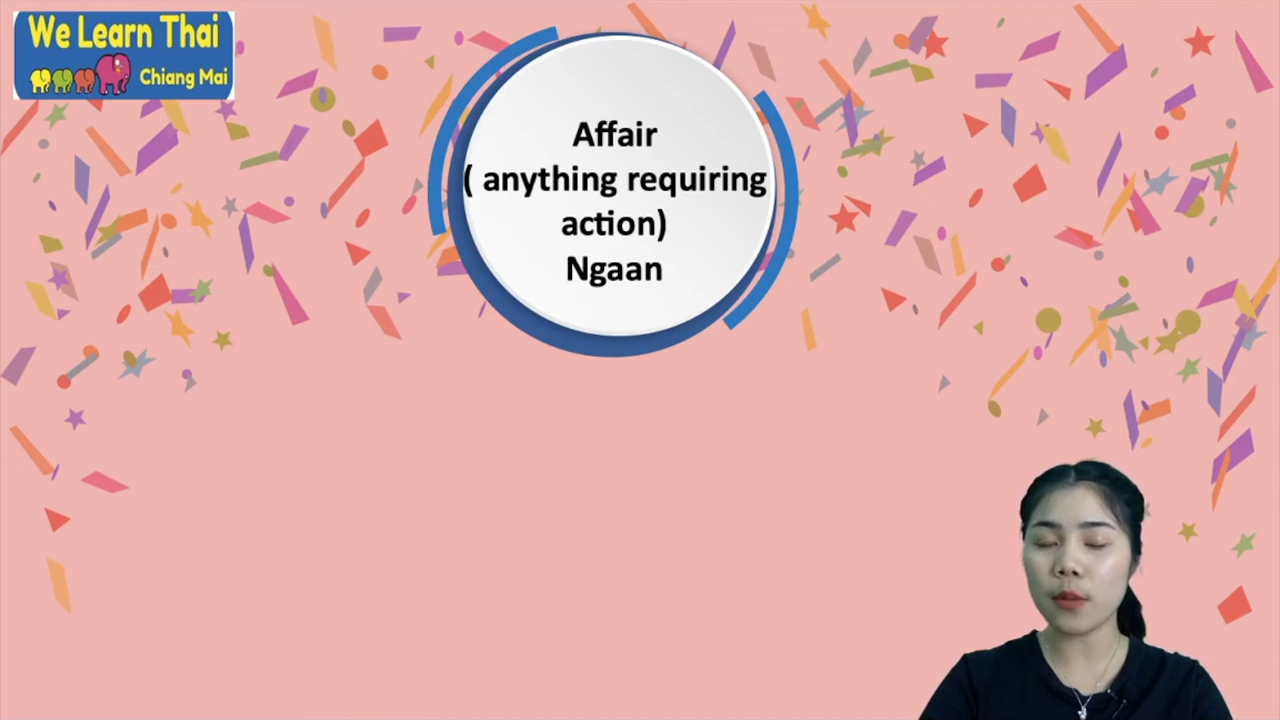 We Learn Thai
Chiang Mai
Affair
( anything requiring
action)
Ngaan